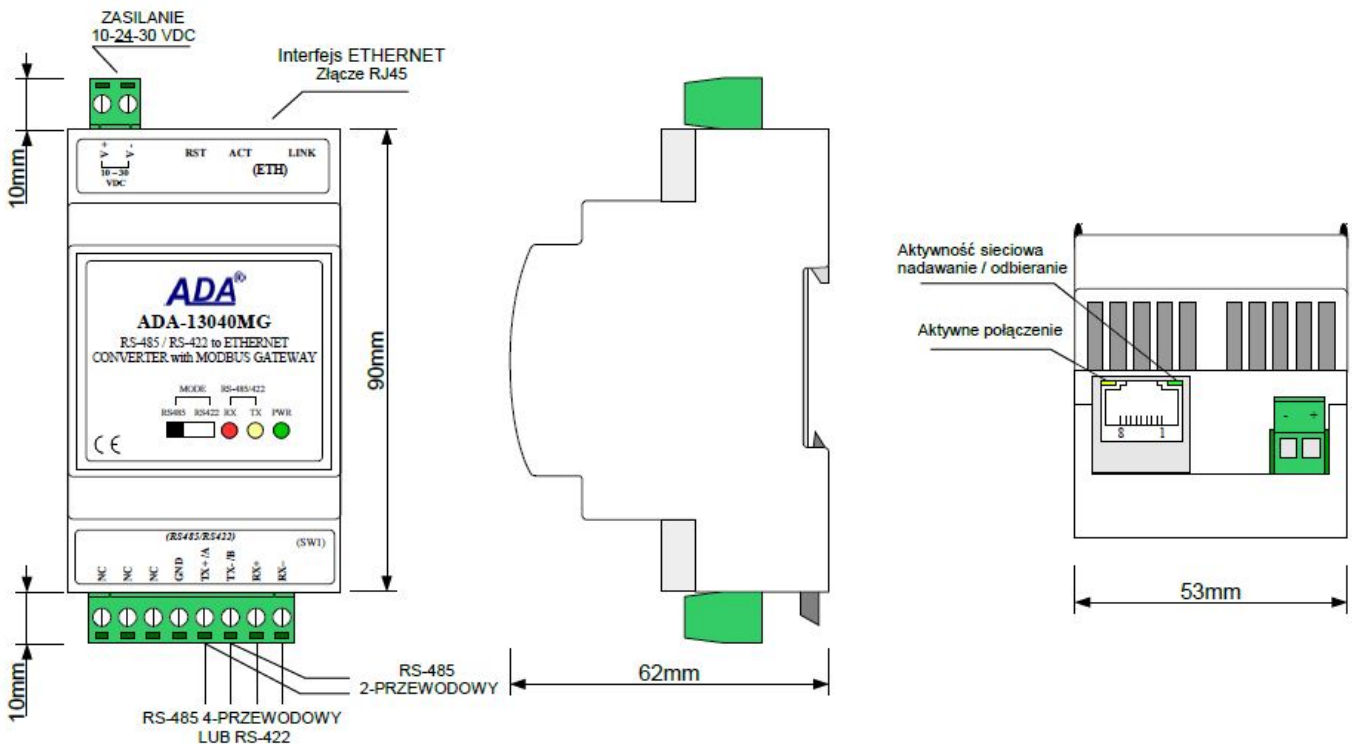 ZASILANIE
10-24-30 VDC
Interfejs ETHERNET
Złącze RJ45
10mm
V +
V -
10 – 30
VDC
RST ACT LINK
(ETH)
ADA®
ADA-13040MG
RS-485 / RS-422 to ETHERNET
CONVERTER with MODBUS GATEWAY
MODE RS-485/422
RS485 RS422 RX TX PWR
CE
90mm
(RS485/RS422)
(SW1)
NC
NC
NC
GND
TX+/A
TX-/B
RX+
RX-
10mm
RS-485
2-PRZEWODOWY
RS-485 4-PRZEWODOWY
LUB RS-422
62mm
Aktywność sieciowa
nadawanie / odbieranie
Aktywne połączenie
8 1
- +
53mm